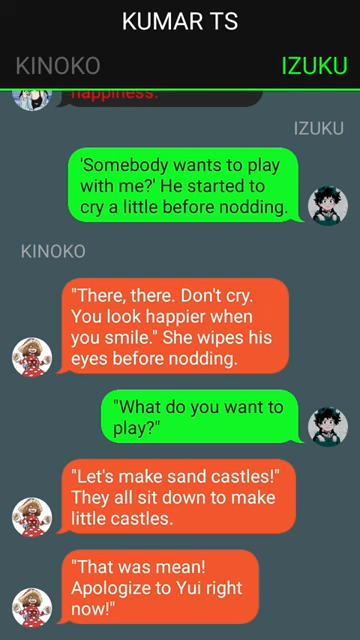 KUMAR TS
KINOKO
IZUKU
happiness."
IZUKU
'Somebody wants to play
with me?' He started to
cry a little before nodding.
KINOKO
"There, there. Don't cry.
You look happier when
you smile." She wipes his
eyes before nodding.
"What do you want to
play?"
"Let's make sand castles!"
They all sit down to make
little castles.
"That was mean!
Apologize to Yui right
now!"